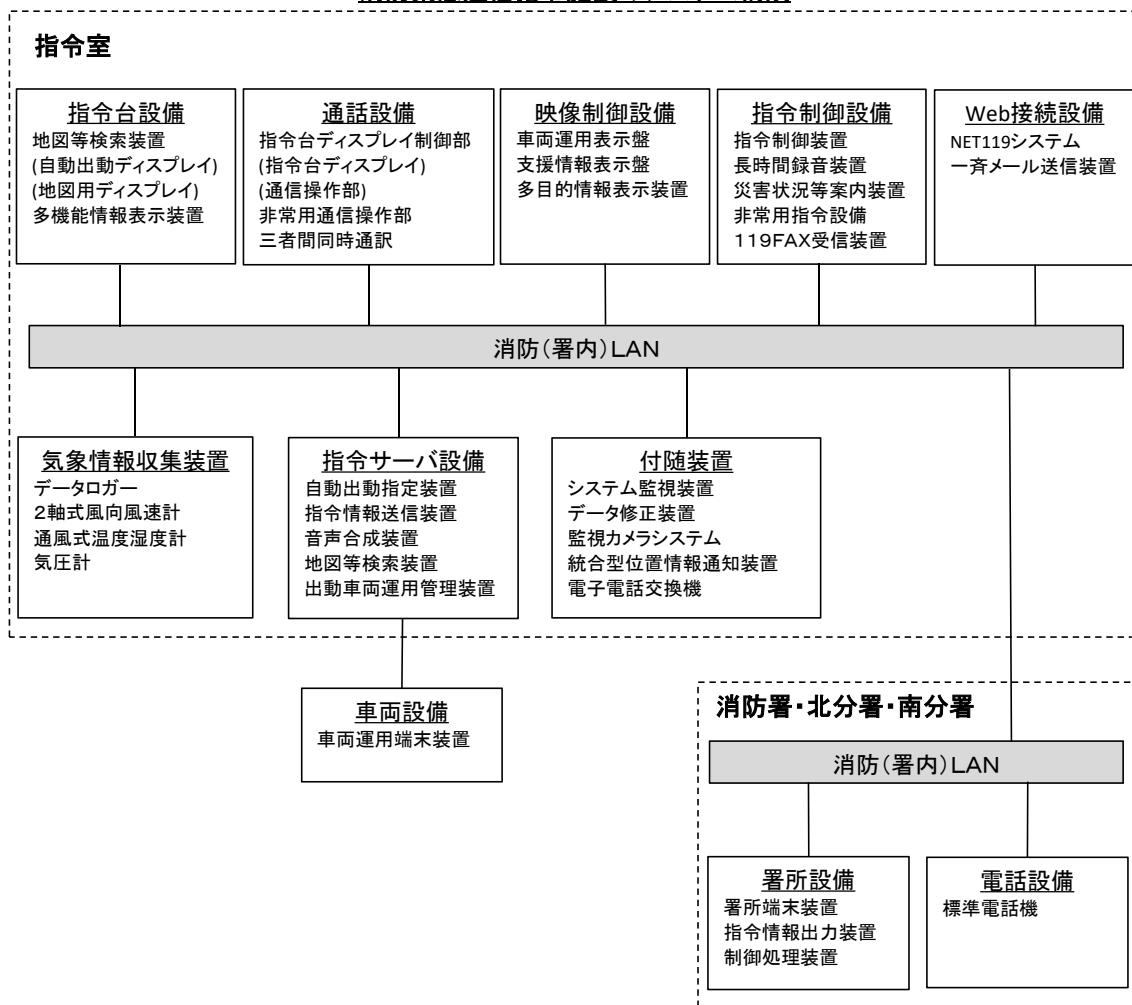 指令室
指令台設備
地図等検索装置
(自動出動ディスプレイ)
(地図用ディスプレイ)
多機能情報表示装置
通話設備
指令台ディスプレイ制御部
(指令台ディスプレイ)
(通信操作部)
非常用通信操作部
三者間同時通訳
映像制御設備
車両運用表示盤
支援情報表示盤
多目的情報表示装置
指令制御設備
指令制御装置
長時間録音装置
災害状況等案内装置
非常用指令設備
119FAX受信装置
Web接続設備
NET119システム
一斉メール送信装置
消防(署内)LAN
気象情報収集装置
データロガー
2軸式風向風速計
通風式温度湿度計
気圧計
指令サーバ設備
自動出動指定装置
指令情報送信装置
音声合成装置
地図等検索装置
出動車両運用管理装置
付随装置
システム監視装置
データ修正装置
監視カメラシステム
統合型位置情報通知装置
電子電話交換機
車両設備
車両運用端末装置
消防署・北分署・南分署
消防(署内)LAN
署所設備
署所端末装置
指令情報出力装置
制御処理装置
電話設備
標準電話機